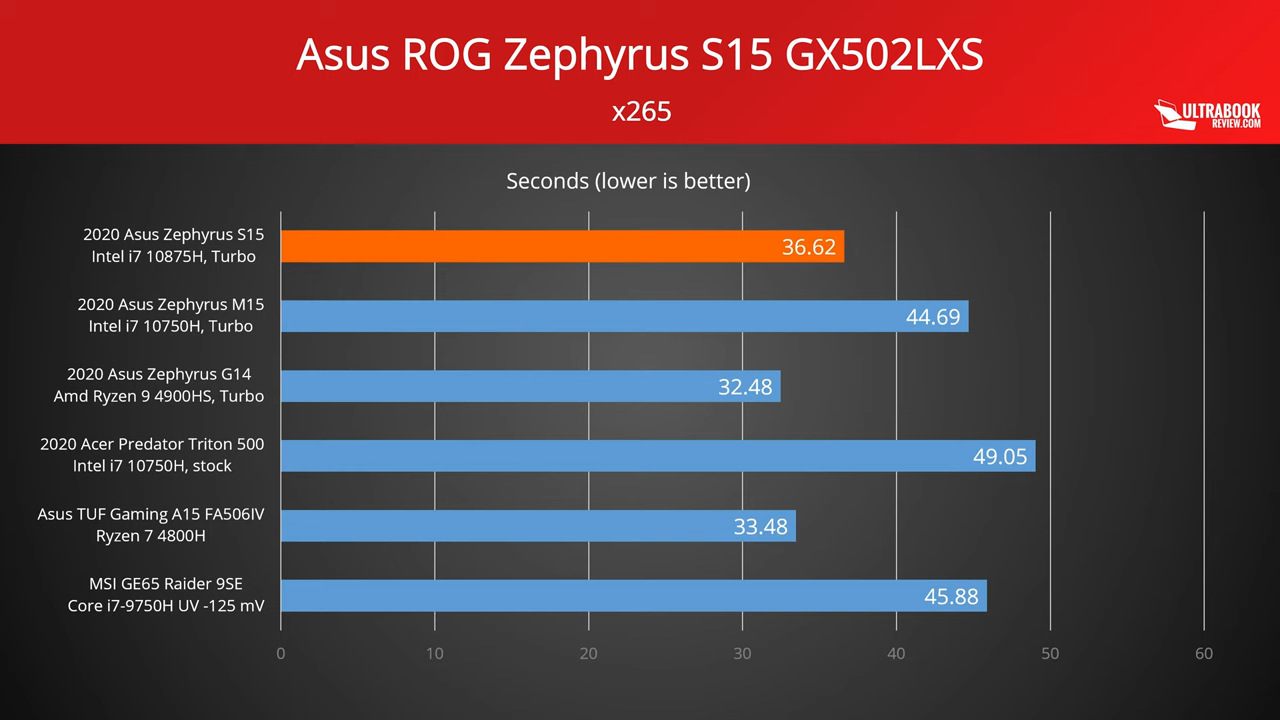 Asus ROG Zephyrus S15 GX502LXS
x265
ULTRABOOK
REVIEW.COM
Seconds (lower is better)
2020 Asus Zephyrus S15
Intel i7 10875H, Turbo
36.62
2020 Asus Zephyrus M15
Intel i7 10750H, Turbo
44.69
2020 Asus Zephyrus G14
Amd Ryzen 9 4900HS, Turbo
32.48
2020 Acer Predator Triton 500
Intel i7 10750H, stock
49.05
Asus TUF Gaming A15 FA506IV
Ryzen 7 4800H
33.48
MSI GE65 Raider 9SE
Core i7-9750H UV -125 mV
45.88
0 10 20 30 40 50 60